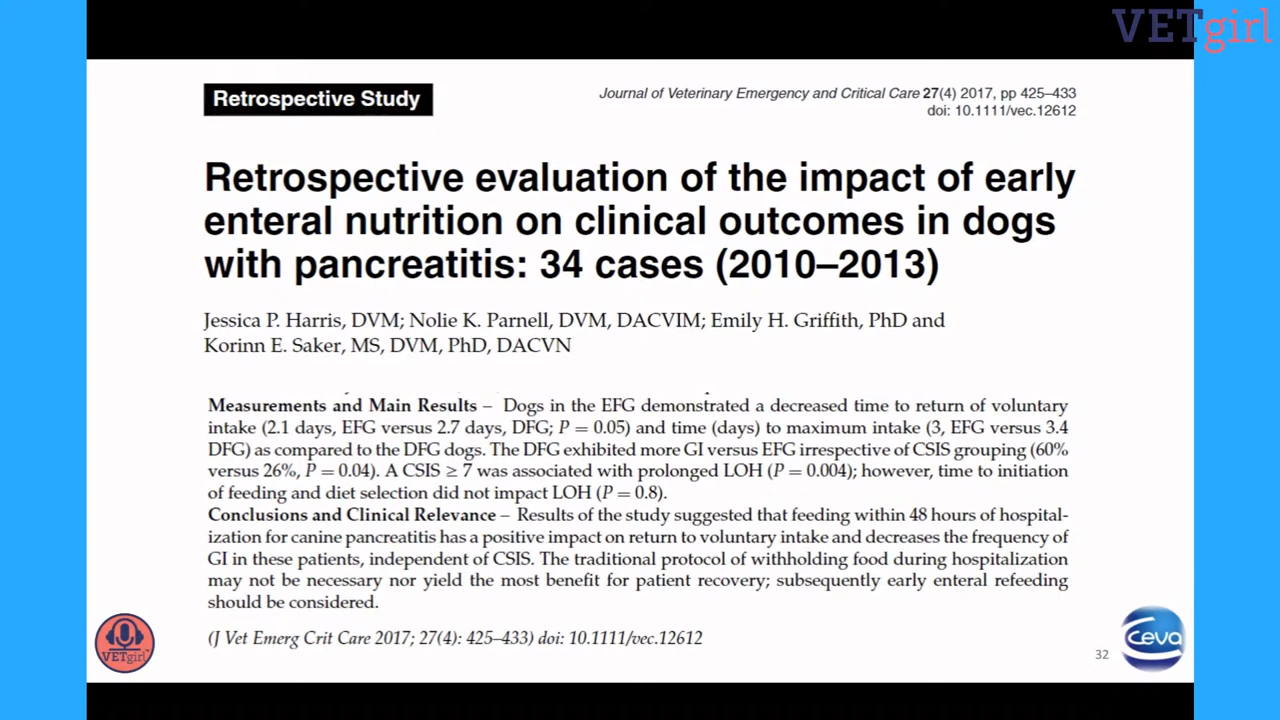 VETgirl
Retrospective Study
Journal of Veterinary Emergency and Critical Care 27(4) 2017, pp 425–433
doi: 10.1111/vec.12612
Retrospective evaluation of the impact of early
enteral nutrition on clinical outcomes in dogs
with pancreatitis: 34 cases (2010–2013)
Jessica P. Harris, DVM; Nolie K. Parnell, DVM, DACVIM; Emily H. Griffith, PhD and
Korinn E. Saker, MS, DVM, PhD, DACVN
Measurements and Main Results – Dogs in the EFG demonstrated a decreased time to return of voluntary
intake (2.1 days, EFG versus 2.7 days, DFG; P = 0.05) and time (days) to maximum intake (3, EFG versus 3.4
DFG) as compared to the DFG dogs. The DFG exhibited more GI versus EFG irrespective of CSIS grouping (60%
versus 26%, P = 0.04). A CSIS ≥ 7 was associated with prolonged LOH (P = 0.004); however, time to initiation
of feeding and diet selection did not impact LOH (P = 0.8).
Conclusions and Clinical Relevance – Results of the study suggested that feeding within 48 hours of hospital-
ization for canine pancreatitis has a positive impact on return to voluntary intake and decreases the frequency of
GI in these patients, independent of CSIS. The traditional protocol of withholding food during hospitalization
may not be necessary nor yield the most benefit for patient recovery; subsequently early enteral refeeding
should be considered.
(J Vet Emerg Crit Care 2017; 27(4): 425–433) doi: 10.1111/vec.12612
VETgirl
32
Ceva